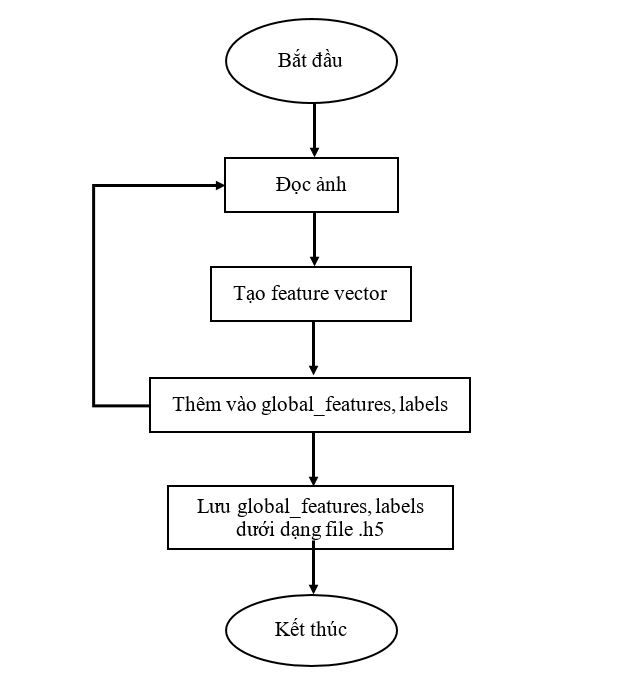 Bắt đầu
Đọc ảnh
Tạo feature vector
Thêm vào global_features, labels
Lưu global_features, labels
dưới dạng file .h5
Kết thúc